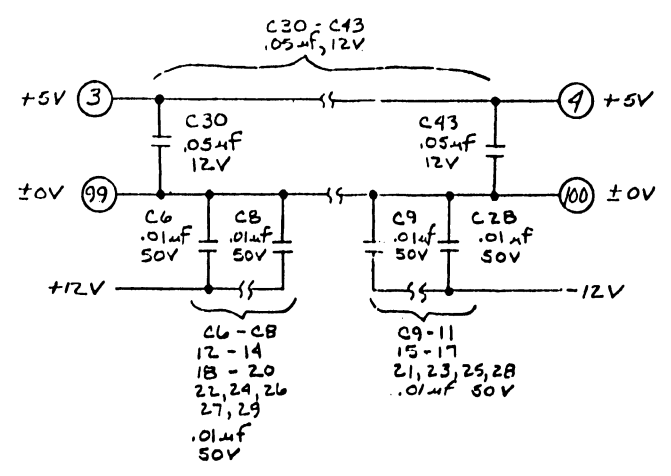 C30 - C43
.05µf, 12V
+5V 3
4 +5V
C30
.05µf
12V
C43
.05µf
12V
±0V 99
100 ±0V
C6
.01µf
50V
C8
.01µf
50V
C9
.01µf
50V
C28
.01µf
50V
+12V
-12V
C6 - C8
12 - 14
18 - 20
22, 24, 26
27, 29
.01µf
50V
C9-11
15-17
21, 23, 25, 28
.01µf 50V